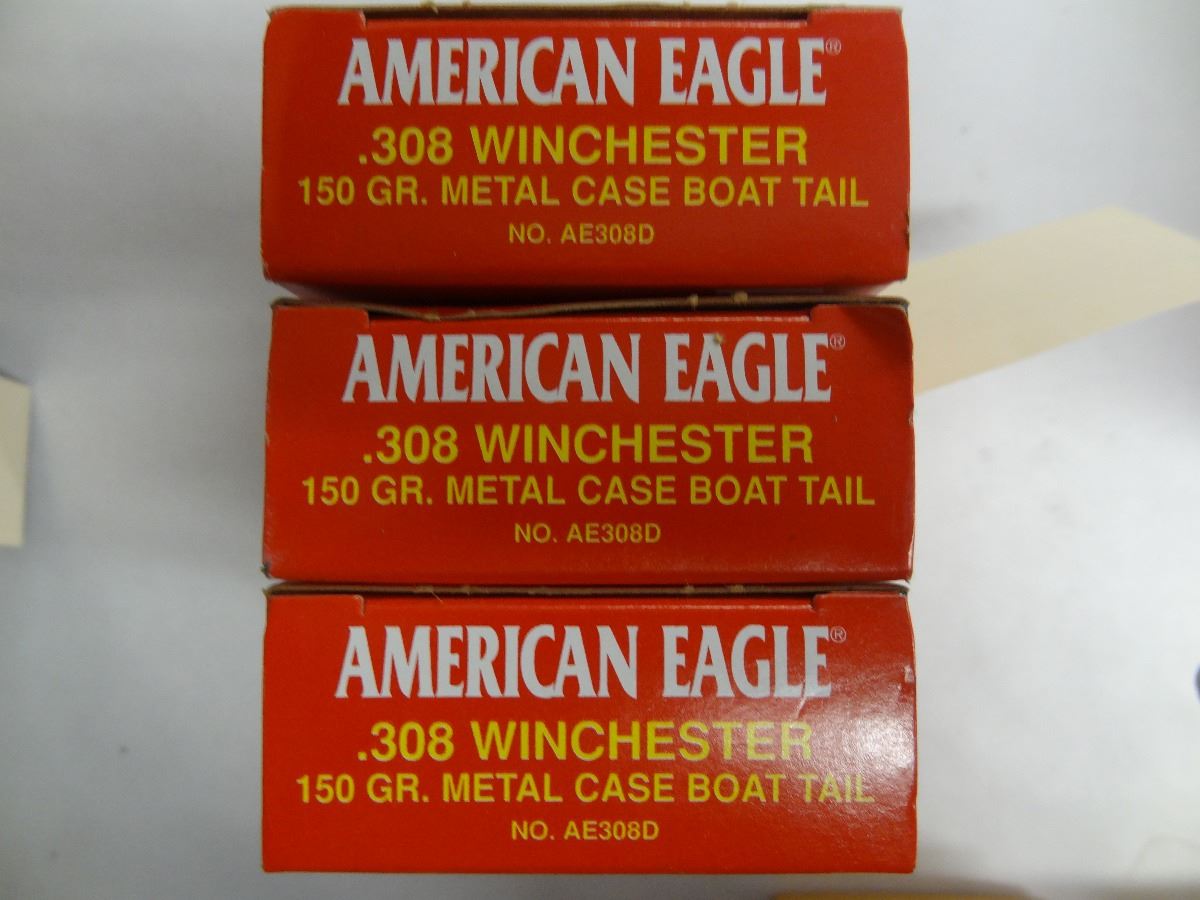 AMERICAN EAGLE®
.308 WINCHESTER
150 GR. METAL CASE BOAT TAIL
NO. AE308D
AMERICAN EAGLE®
.308 WINCHESTER
150 GR. METAL CASE BOAT TAIL
NO. AE308D
AMERICAN EAGLE®
.308 WINCHESTER
150 GR. METAL CASE BOAT TAIL
NO. AE308D